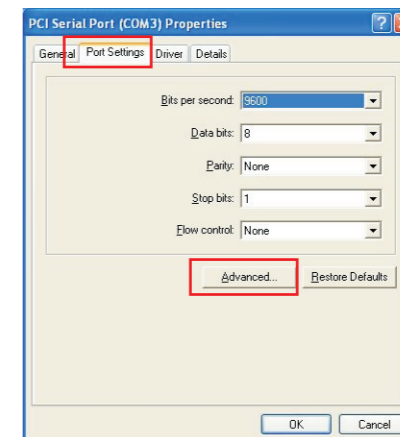 PCI Serial Port (COM3) Properties
General Port Settings Driver Details
Bits per second: 9600
Data bits: 8
Parity: None
Stop bits: 1
Flow control: None
Advanced... Restore Defaults
OK Cancel